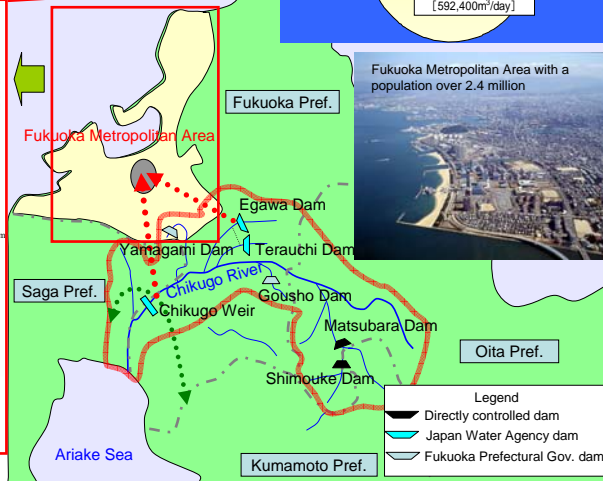 [592,400m³/day]
Fukuoka Metropolitan Area with a
population over 2.4 million
Fukuoka Pref.
Fukuoka Metropolitan Area
Egawa Dam
Yamagami Dam
Terauchi Dam
Chikugo River
Saga Pref.
Gousho Dam
Chikugo Weir
Matsubara Dam
Oita Pref.
Shimouke Dam
Legend
Directly controlled dam
Japan Water Agency dam
Fukuoka Prefectural Gov. dam
Ariake Sea
Kumamoto Pref.